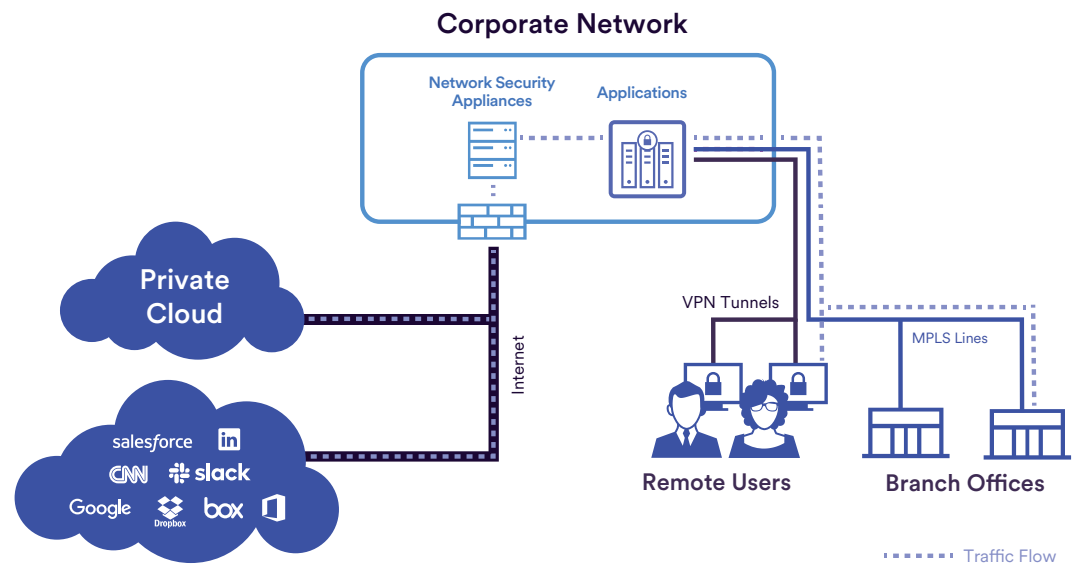 Corporate Network
Network Security
Appliances
Applications
Private
Cloud
VPN Tunnels
MPLS Lines
Internet
salesforce
in
CNN
slack
Google
Dropbox
box
Remote Users
Branch Offices
Traffic Flow